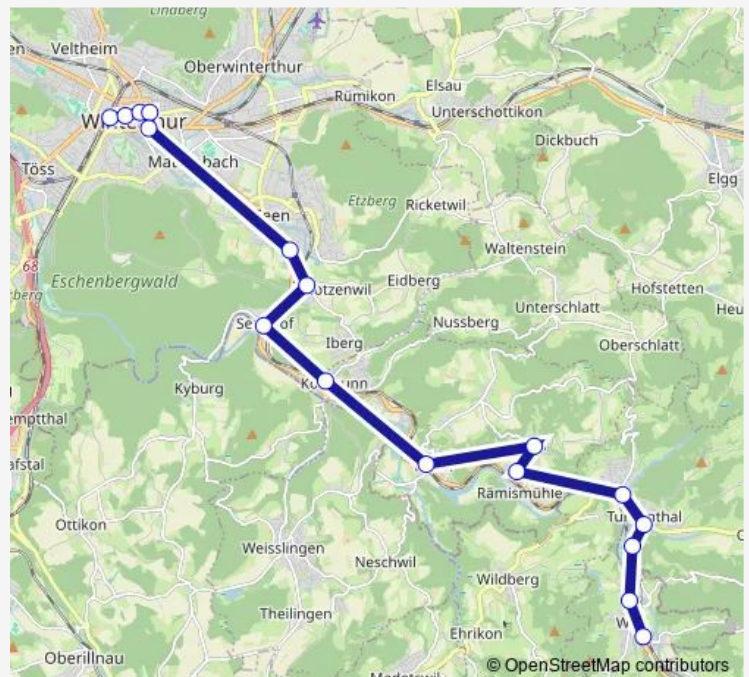 Lindberg
Veltheim
Oberwinterthur
Elsau
Rümikon
Unterschottikon
Dickbuch
Töss
Elgg
Etzberg
Ricketwil
Waltenstein
68
Eschenbergwald
Eidberg
Hofstetten
Unterschlatt
Nussberg
Iberg
Oberschlatt
Kyburg
Rämismühle
Ottikon
Weisslingen
Neschwil
Wildberg
Theilingen
Ehrikon
Oberillnau
© OpenStreetMap contributors